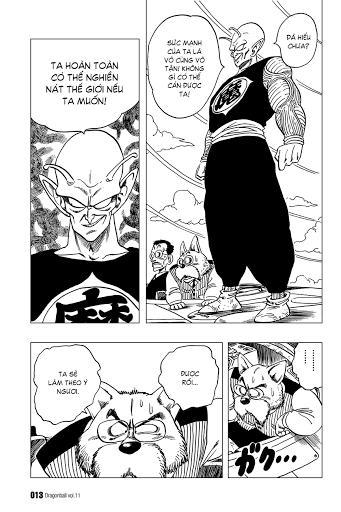 ĐÃ HIỂU
CHƯA?
SỨC MẠNH
CỦA TA LÀ
VÔ CÙNG VÔ
TẬN! KHÔNG
GÌ CÓ THỂ
CẢN ĐƯỢC
TA!
魔
TA HOÀN TOÀN
CÓ THỂ NGHIỀN
NÁT THẾ GIỚI NẾU
TA MUỐN!
魔
ガク…
ĐƯỢC
RỒI...
TA SẼ
LÀM THEO Ý
NGƯƠI.
013 Dragonball vol.11